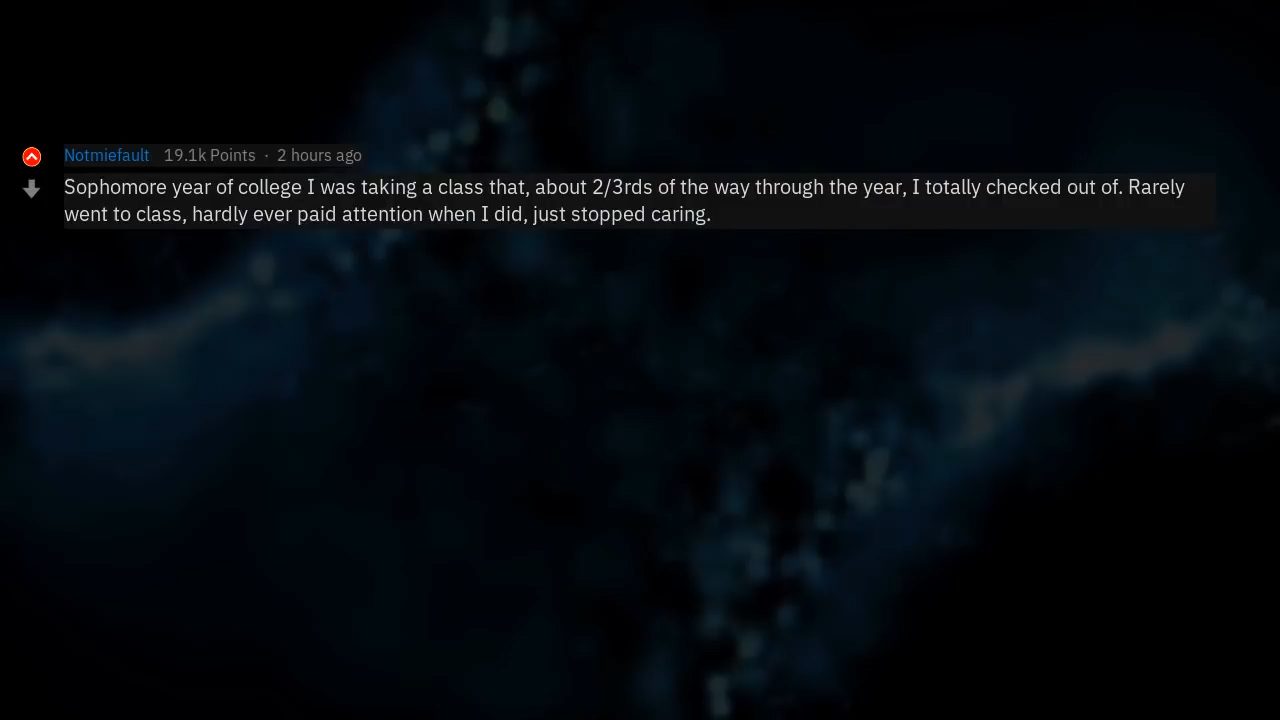 Notmiefault 19.1k Points · 2 hours ago
Sophomore year of college I was taking a class that, about 2/3rds of the way through the year, I totally checked out of. Rarely
went to class, hardly ever paid attention when I did, just stopped caring.